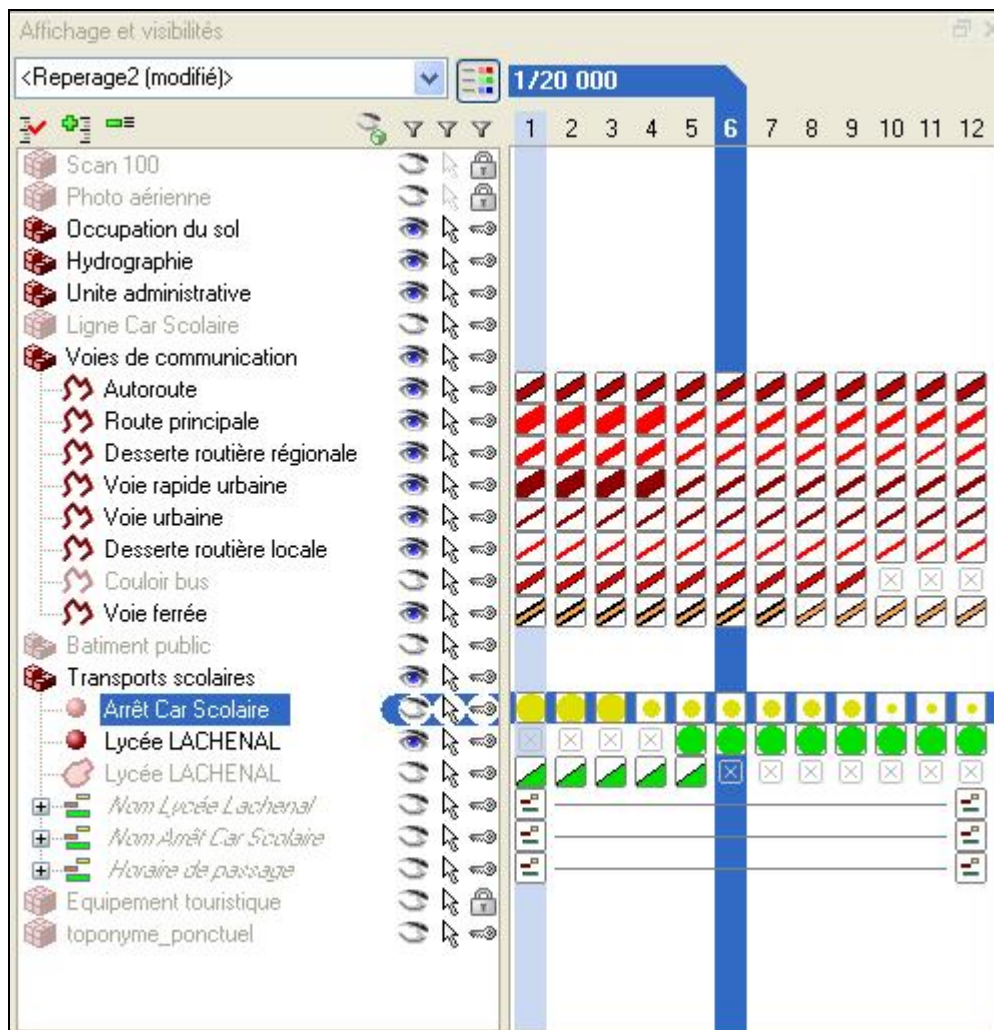 Affichage et visibilités
<Reperage2 (modifié)>
1/20 000
1 2 3 4 5 6 7 8 9 10 11 12
Scan 100
Photo aérienne
Occupation du sol
Hydrographie
Unite administrative
Ligne Car Scolaire
Voies de communication
Autoroute
Route principale
Desserte routière régionale
Voie rapide urbaine
Voie urbaine
Desserte routière locale
Couloir bus
Voie ferrée
Batiment public
Transports scolaires
Arrêt Car Scolaire
Lycée LACHENAL
Lycée LACHENAL
Nom Lycée Lachenal
Nom Arrêt Car Scolaire
Horaire de passage
Equipement touristique
toponyme_ponctuel